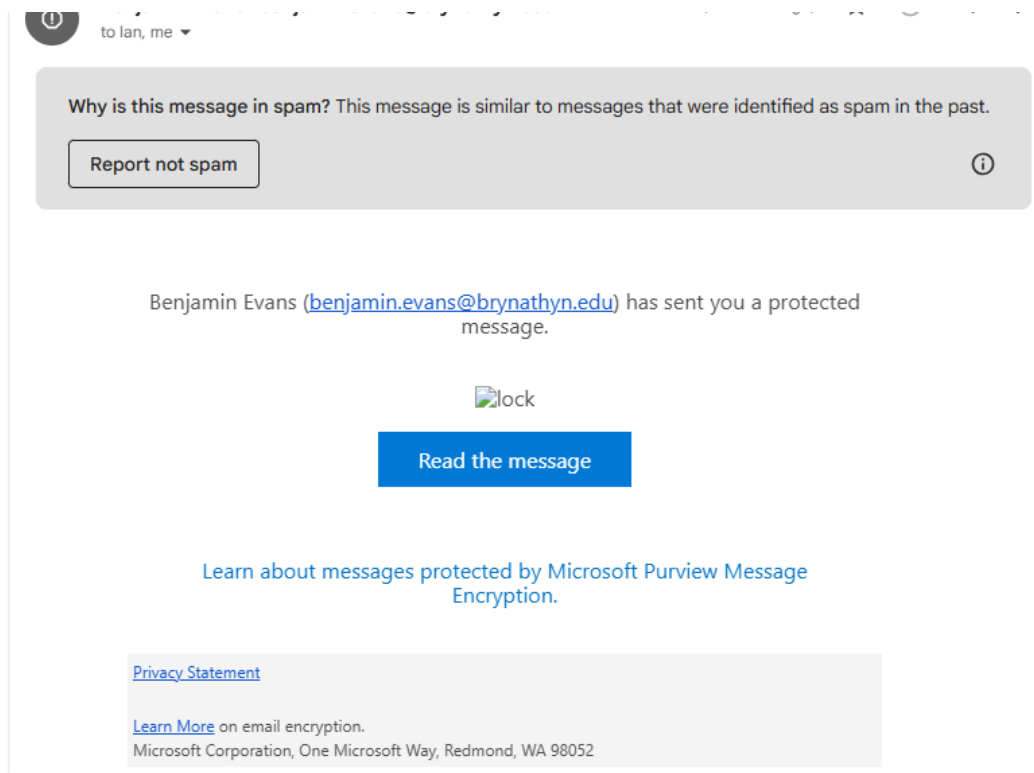 to Ian, me
Why is this message in spam? This message is similar to messages that were identified as spam in the past.
Report not spam
Benjamin Evans (benjamin.evans@brynathyn.edu) has sent you a protected
message.
lock
Read the message
Learn about messages protected by Microsoft Purview Message
Encryption.
Privacy Statement
Learn More on email encryption.
Microsoft Corporation, One Microsoft Way, Redmond, WA 98052